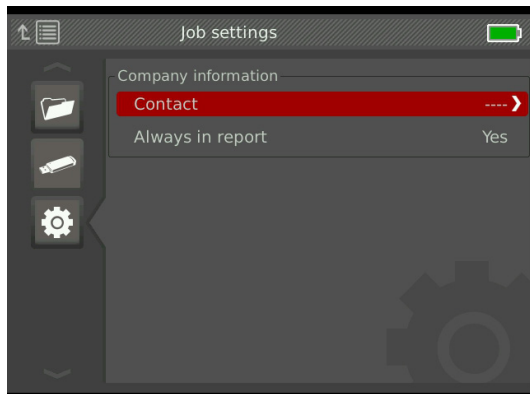 Job settings
Company information
Contact ---- ❯
Always in report Yes